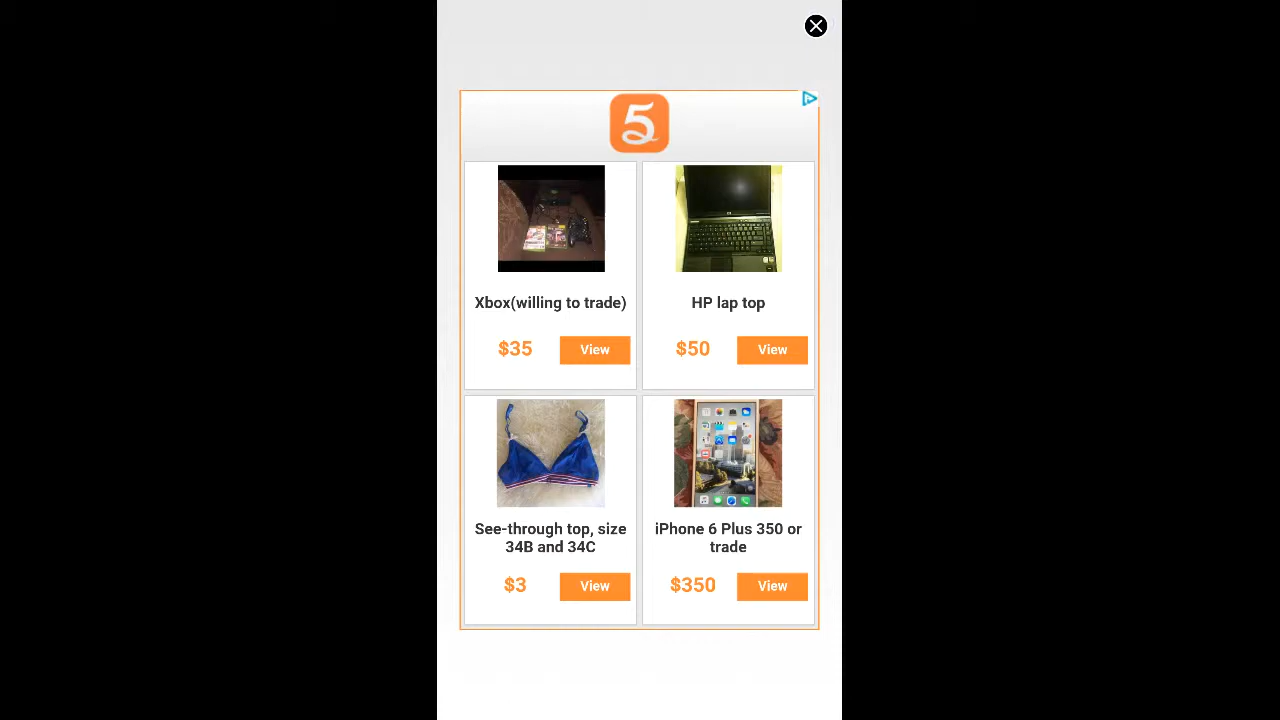 5
Xbox(willing to trade)
$35
View
HP lap top
$50
View
See-through top, size
34B and 34C
$3
View
iPhone 6 Plus 350 or
trade
$350
View